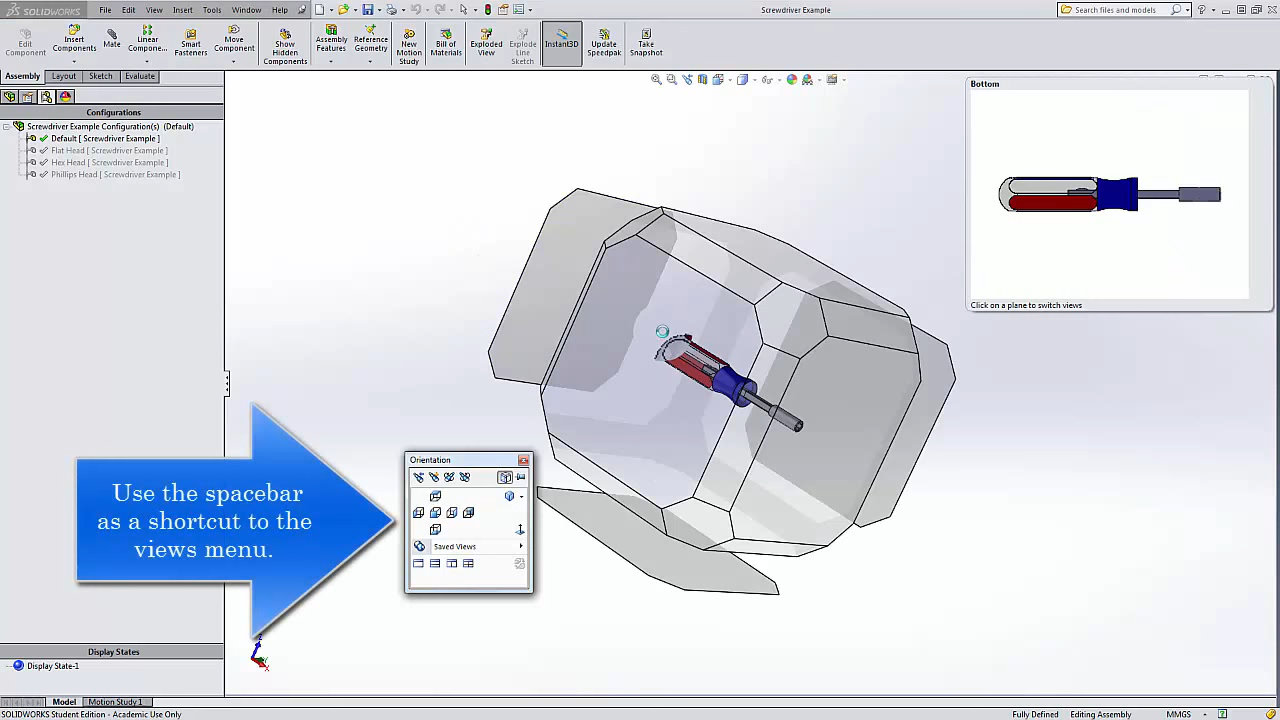 SOLIDWORKS File Edit View Insert Tools Window Help
Screwdriver Example
Search files and models
Edit Component
Insert Components
Mate
Linear Compone...
Smart Fasteners
Move Component
Show Hidden Components
Assembly Features
Reference Geometry
New Motion Study
Bill of Materials
Exploded View
Explode Line Sketch
Instant3D
Update Speedpak
Take Snapshot
Assembly Layout Sketch Evaluate
Configurations
Screwdriver Example Configuration(s) (Default)
Default [ Screwdriver Example ]
Flat Head [ Screwdriver Example ]
Hex Head [ Screwdriver Example ]
Phillips Head [ Screwdriver Example ]
Bottom
Click on a plane to switch views
Orientation
Saved Views
Use the spacebar
as a shortcut to the
views menu.
Display States
Display State-1
Model Motion Study 1
SOLIDWORKS Student Edition - Academic Use Only
Fully Defined Editing Assembly MMGS